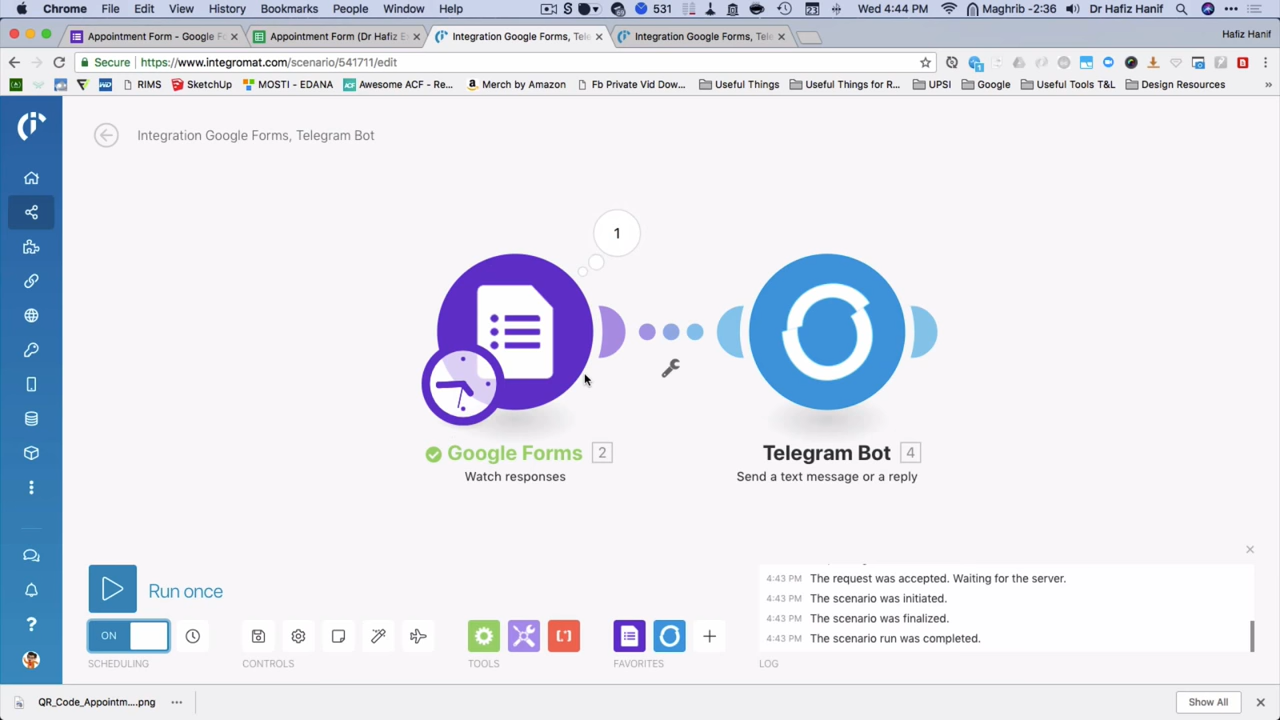 Chrome File Edit View History Bookmarks People Window Help 531 23 Wed 4:44 PM Maghrib -2:36 Dr Hafiz Hanif
Appointment Form - Google Fo Appointment Form (Dr Hafiz E Integration Google Forms, Tele Integration Google Forms, Tele Hafiz Hanif
Secure https://www.integromat.com/scenario/541711/edit
RIMS SketchUp MOSTI - EDANA Awesome ACF - Re... Merch by Amazon Fb Private Vid Dow... Useful Things Useful Things for R... UPSI Google Useful Tools T&L Design Resources
Integration Google Forms, Telegram Bot
1
Google Forms 2
Watch responses
Telegram Bot 4
Send a text message or a reply
Run once
ON
SCHEDULING
CONTROLS
TOOLS
FAVORITES
4:43 PM The request was accepted. Waiting for the server.
4:43 PM The scenario was initiated.
4:43 PM The scenario was finalized.
4:43 PM The scenario run was completed.
LOG
QR_Code_Appointm....png
Show All